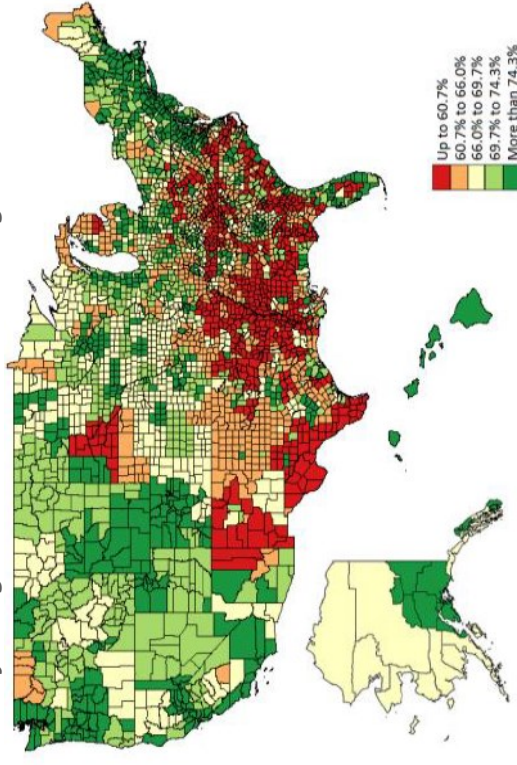 Up to 60.7%
60.7% to 66.0%
66.0% to 69.7%
69.7% to 74.3%
More than 74.3%